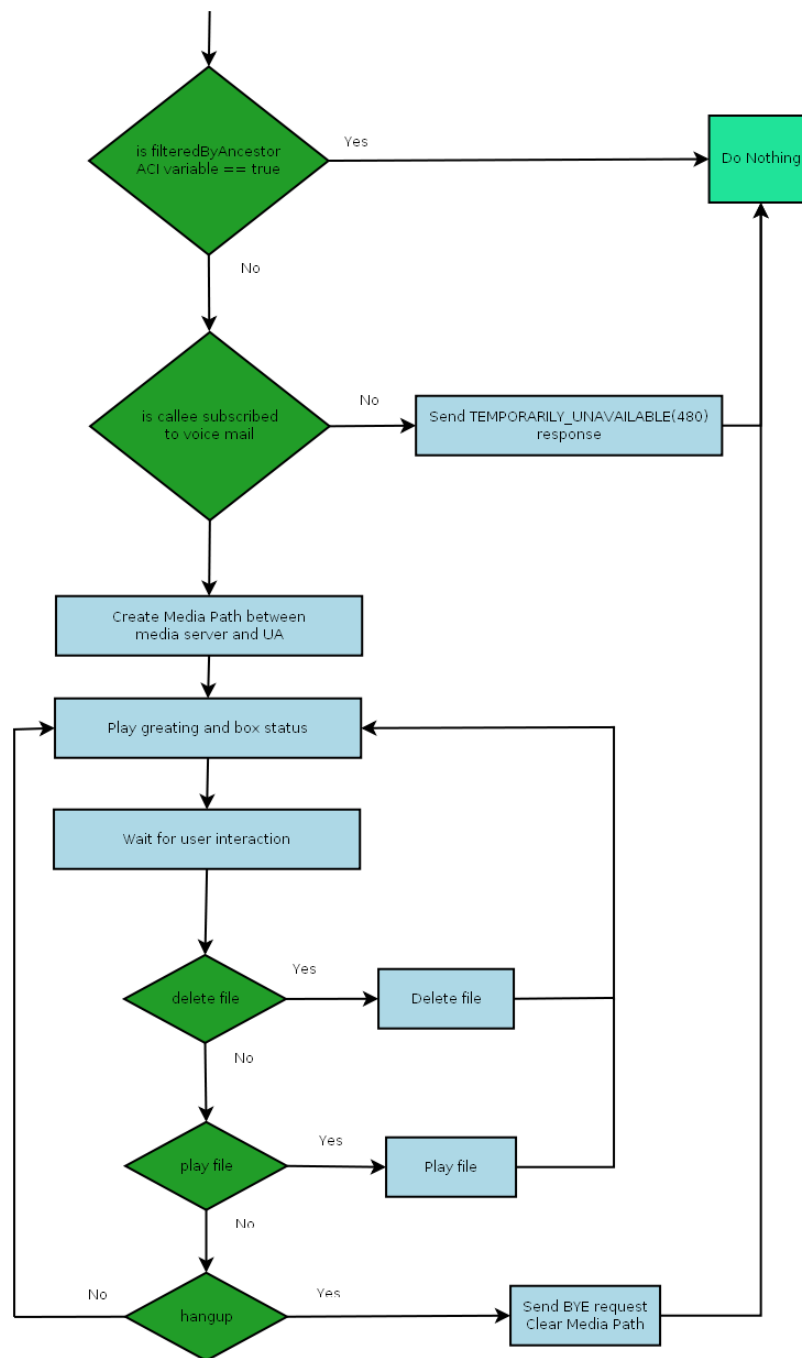 is filteredByAncestor
ACI variable == true
Yes
Do Nothing
No
is callee subscribed
to voice mail
No
Send TEMPORARILY_UNAVAILABLE(480)
response
Create Media Path between
media server and UA
Play greating and box status
Wait for user interaction
delete file
Yes
Delete file
No
play file
Yes
Play file
No
No
hangup
Yes
Send BYE request
Clear Media Path